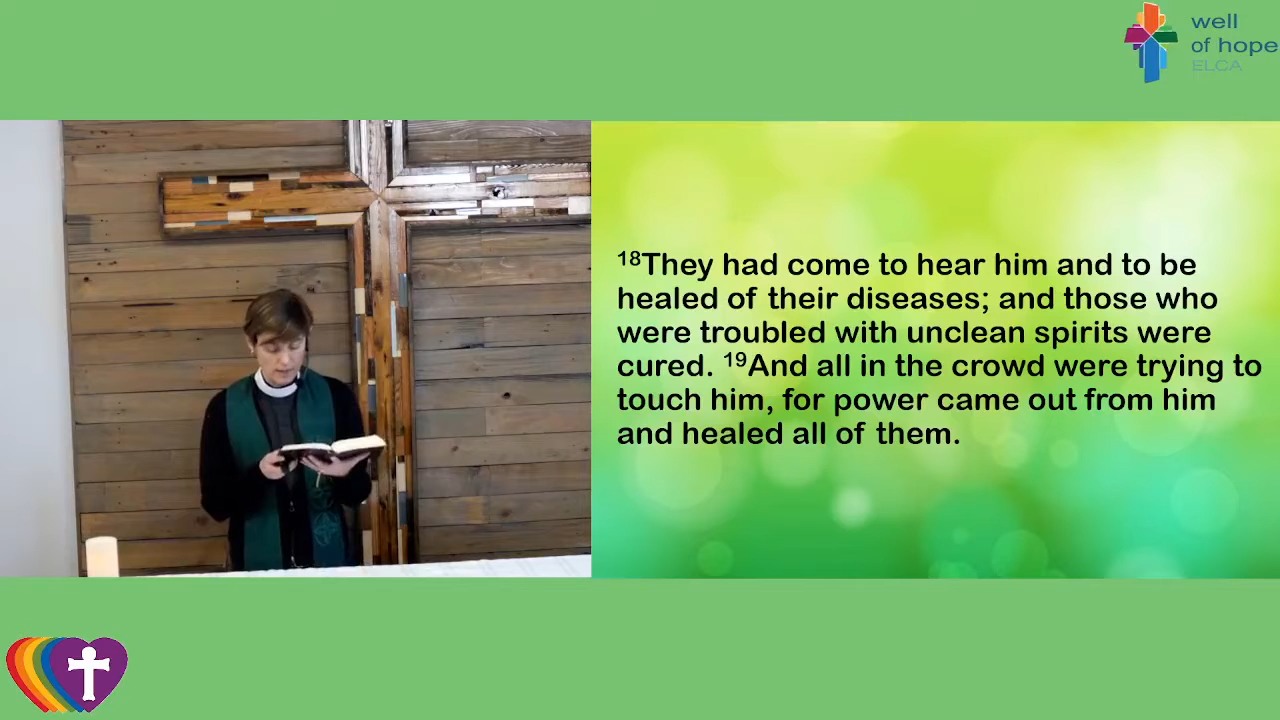 well
of hope
ELCA
18They had come to hear him and to be
healed of their diseases; and those who
were troubled with unclean spirits were
cured. 19And all in the crowd were trying to
touch him, for power came out from him
and healed all of them.